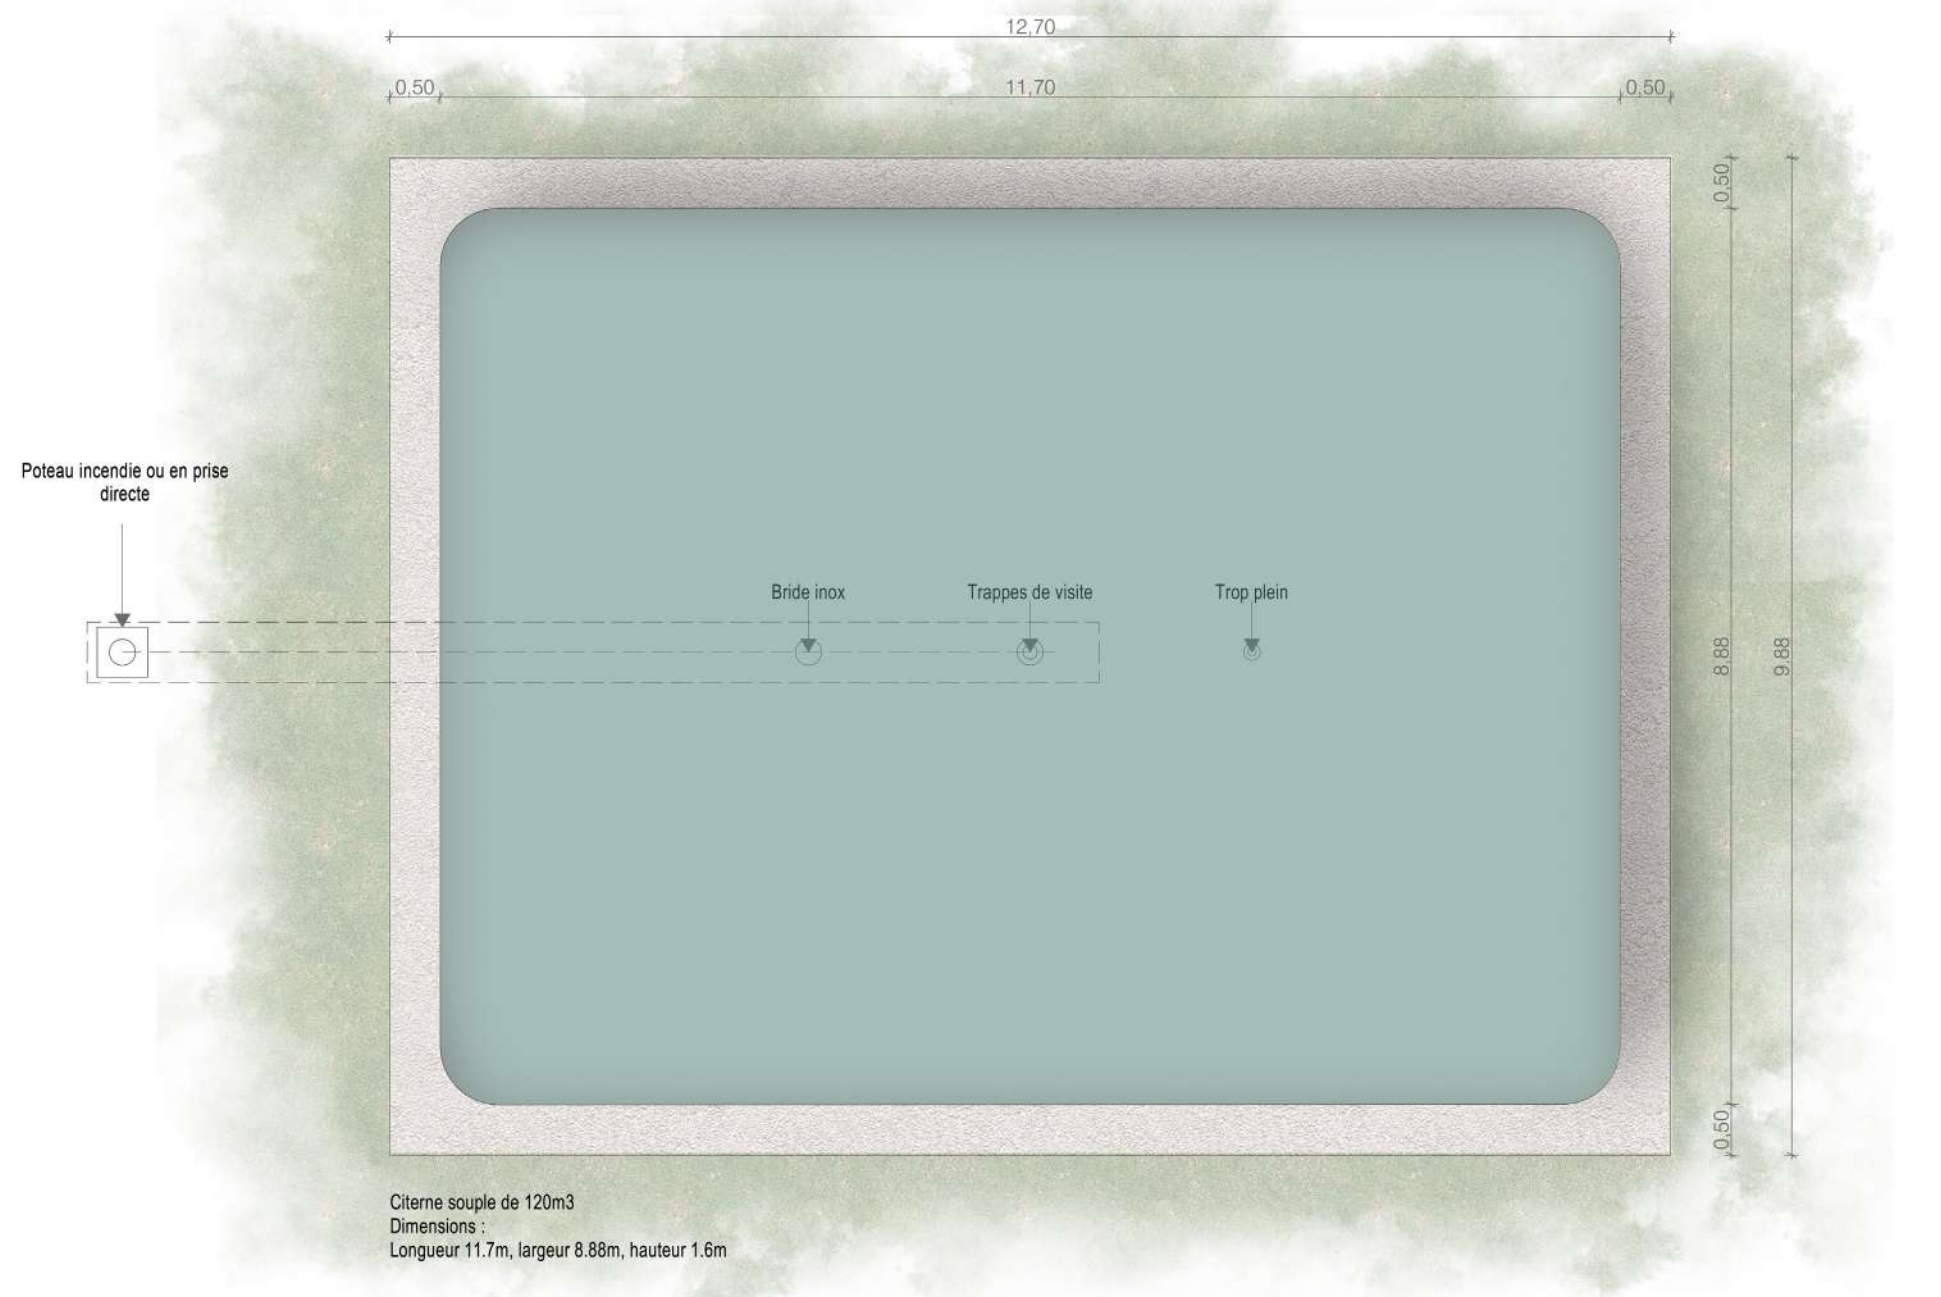 12,70
0,50
11,70
0,50
0,50
Poteau incendie ou en prise
directe
Bride inox
Trappes de visite
Trop plein
8,88
9,88
0,50
Citerne souple de 120m3
Dimensions :
Longueur 11.7m, largeur 8.88m, hauteur 1.6m